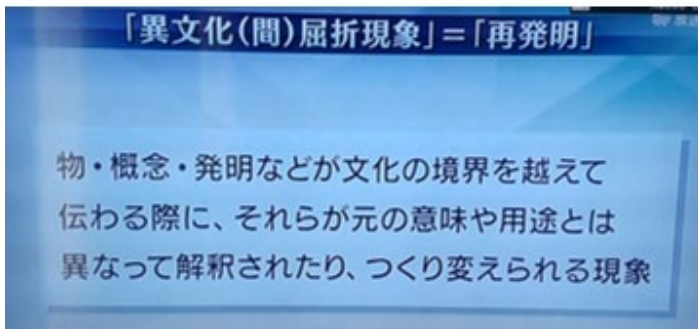 「異文化(間)屈折現象」=「再発明」
物・概念・発明などが文化の境界を越えて
伝わる際に、それらが元の意味や用途とは
異なって解釈されたり、つくり変えられる現象